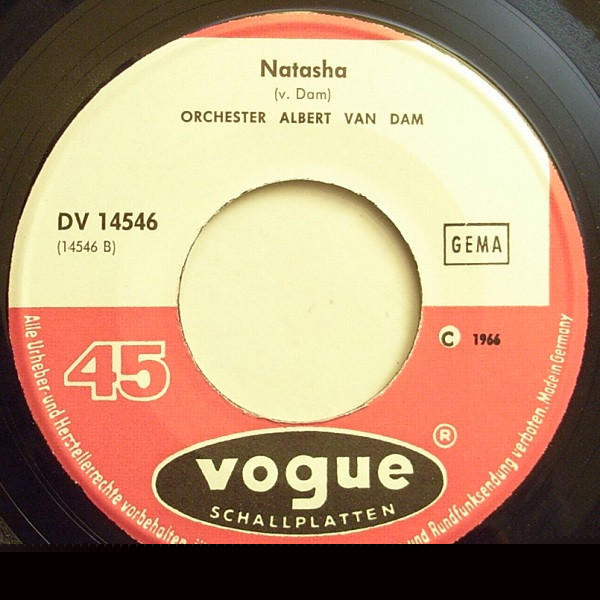 Natasha
(v. Dam)
ORCHESTER ALBERT VAN DAM
DV 14546
(14546 B)
GEMA
45
C 1966
vogue ®
SCHALLPLATTEN
Alle Urheber- und Herstellerrechte vorbehalten
und Rundfunksendung verboten. Made in Germany